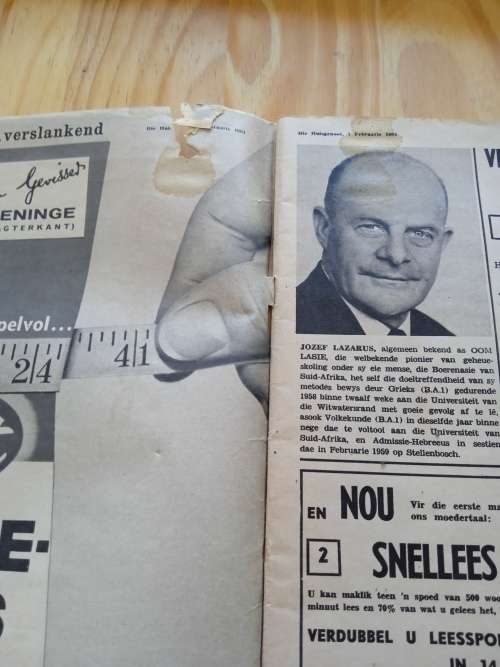 verslankend
Gewisser
ENINGE
GTERKANT)
pelvol...
2/4
41
E-
S
Die Huisgenoot, 1 Februarie
JOZEF LAZARUS, algemeen bekend as OOM
LASIE, die welbekende pionier van geheue-
skoling onder sy eie mense, die Boerenasie van
Suid-Afrika, het self die doeltreffendheid van sy
metodes bewys deur Grieks (B.A.1) gedurende
1958 binne twaalf weke aan die Universiteit van
die Witwatersrand met goeie gevolg af te lê,
asook Volkekunde (B.A.1) in dieselfde jaar binne
nege dae te voltooi aan die Universiteit van
Suid-Afrika, en Admissie-Hebreeus in sestien
dae in Februarie 1959 op Stellenbosch.
EN NOU Vir die eerste ma
ons moedertaal:
2 SNELLEES
U kan maklik teen 'n spoed van 500 woo
minuut lees en 70% van wat u gelees het,
VERDUBBEL U LEESSPO